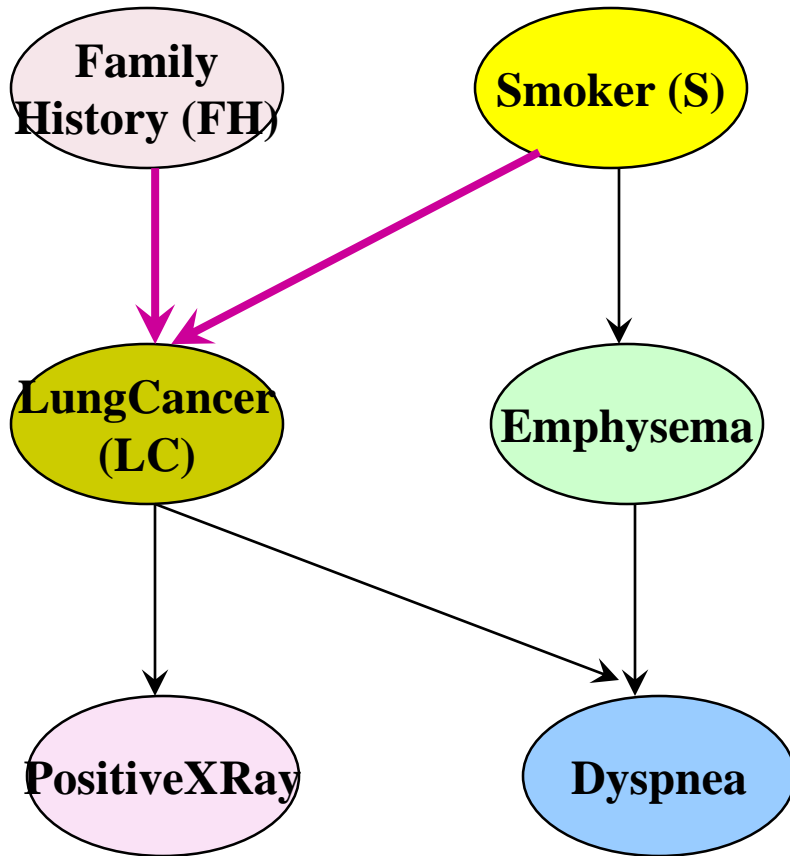 Family
History (FH)
Smoker (S)
LungCancer
(LC)
Emphysema
PositiveXRay
Dyspnea